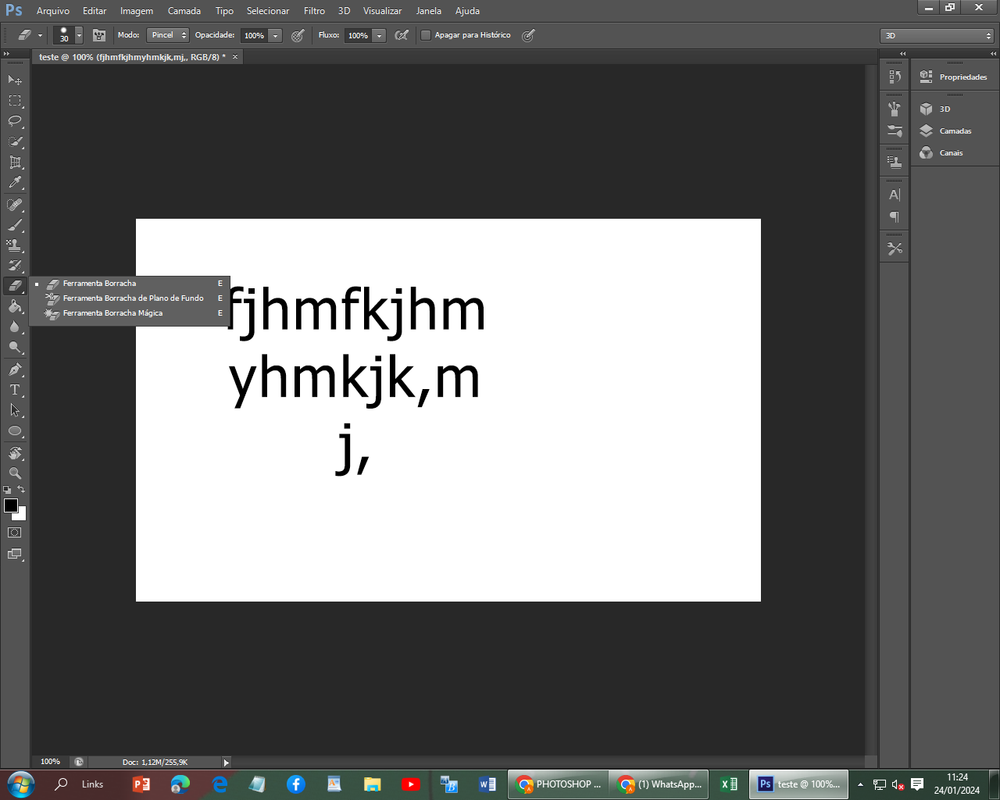 Ps Arquivo Editar Imagem Camada Tipo Selecionar Filtro 3D Visualizar Janela Ajuda
30 Modo: Pincel Opacidade: 100% Fluxo: 100% Apagar para Histórico 3D
teste @ 100% (fjhmfkjhmyhmkjk,mj,, RGB/8) * ×
Propriedades
3D
Camadas
Canais
Ferramenta Borracha E
Ferramenta Borracha de Plano de Fundo E
Ferramenta Borracha Mágica E
fjhmfkjhm
yhmkjk,m
j,
T
A|
¶
100% Doc: 1,12M/255,9K
Links PHOTOSHOP ... (1) WhatsApp... Ps teste @ 100%... 11:24
24/01/2024